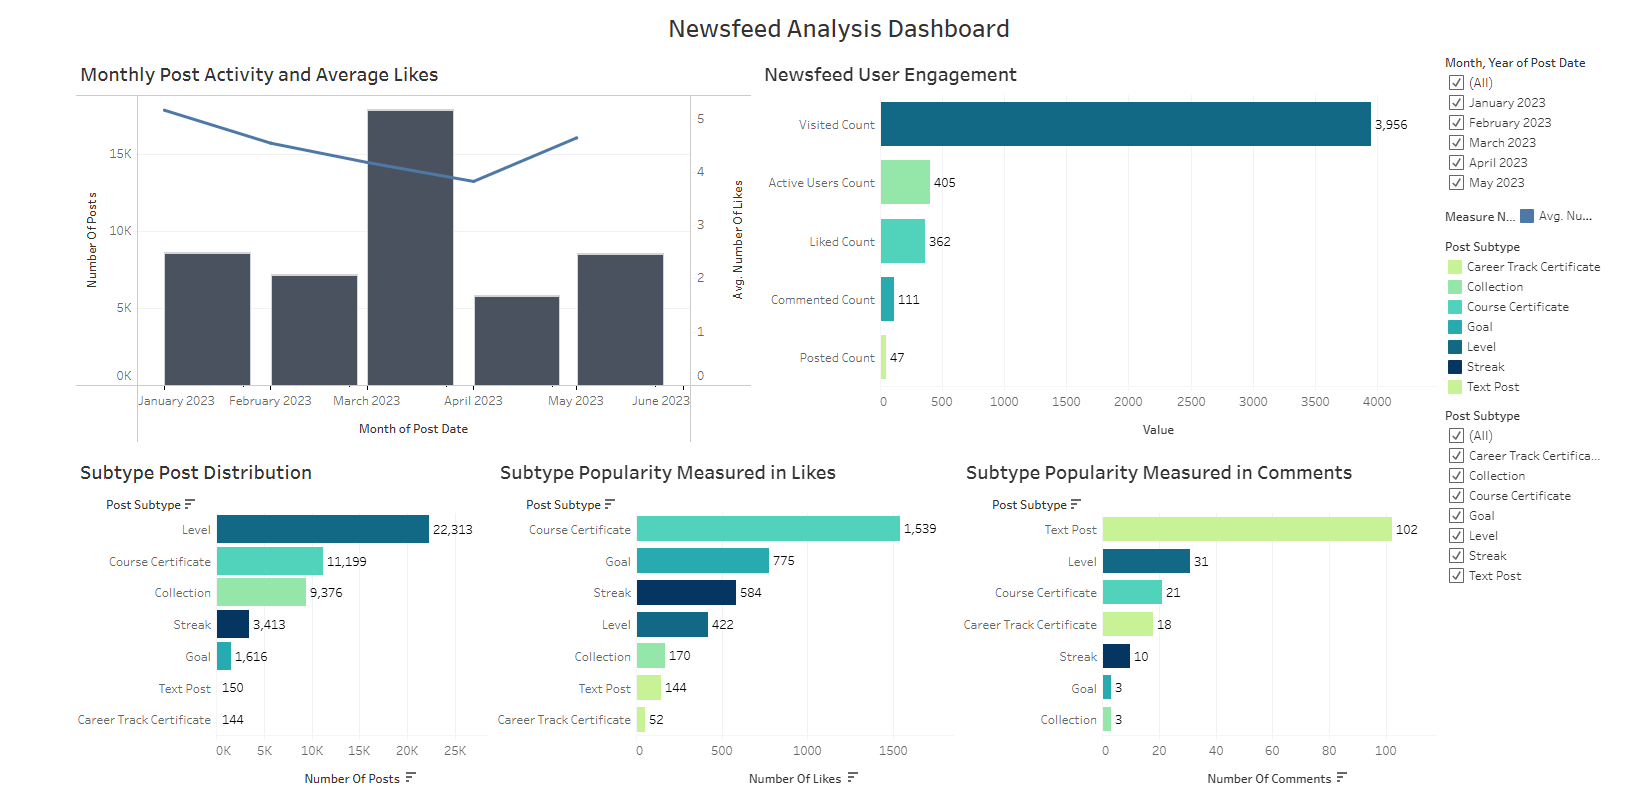 Newsfeed Analysis Dashboard
Monthly Post Activity and Average Likes
Number Of Posts
15K
10K
5K
0K
5
4
3
2
1
0
Avg. Number Of Likes
January 2023
February 2023
March 2023
April 2023
May 2023
June 2023
Month of Post Date
Newsfeed User Engagement
Visited Count 3,956
Active Users Count 405
Liked Count 362
Commented Count 111
Posted Count 47
0 500 1000 1500 2000 2500 3000 3500 4000
Value
Month, Year of Post Date
(All)
January 2023
February 2023
March 2023
April 2023
May 2023
Measure N... Avg. Nu...
Post Subtype
Career Track Certificate
Collection
Course Certificate
Goal
Level
Streak
Text Post
Post Subtype
(All)
Career Track Certifica...
Collection
Course Certificate
Goal
Level
Streak
Text Post
Subtype Post Distribution
Post Subtype
Level 22,313
Course Certificate 11,199
Collection 9,376
Streak 3,413
Goal 1,616
Text Post 150
Career Track Certificate 144
0K 5K 10K 15K 20K 25K
Number Of Posts
Subtype Popularity Measured in Likes
Post Subtype
Course Certificate 1,539
Goal 775
Streak 584
Level 422
Collection 170
Text Post 144
Career Track Certificate 52
0 500 1000 1500
Number Of Likes
Subtype Popularity Measured in Comments
Post Subtype
Text Post 102
Level 31
Course Certificate 21
Career Track Certificate 18
Streak 10
Goal 3
Collection 3
0 20 40 60 80 100
Number Of Comments